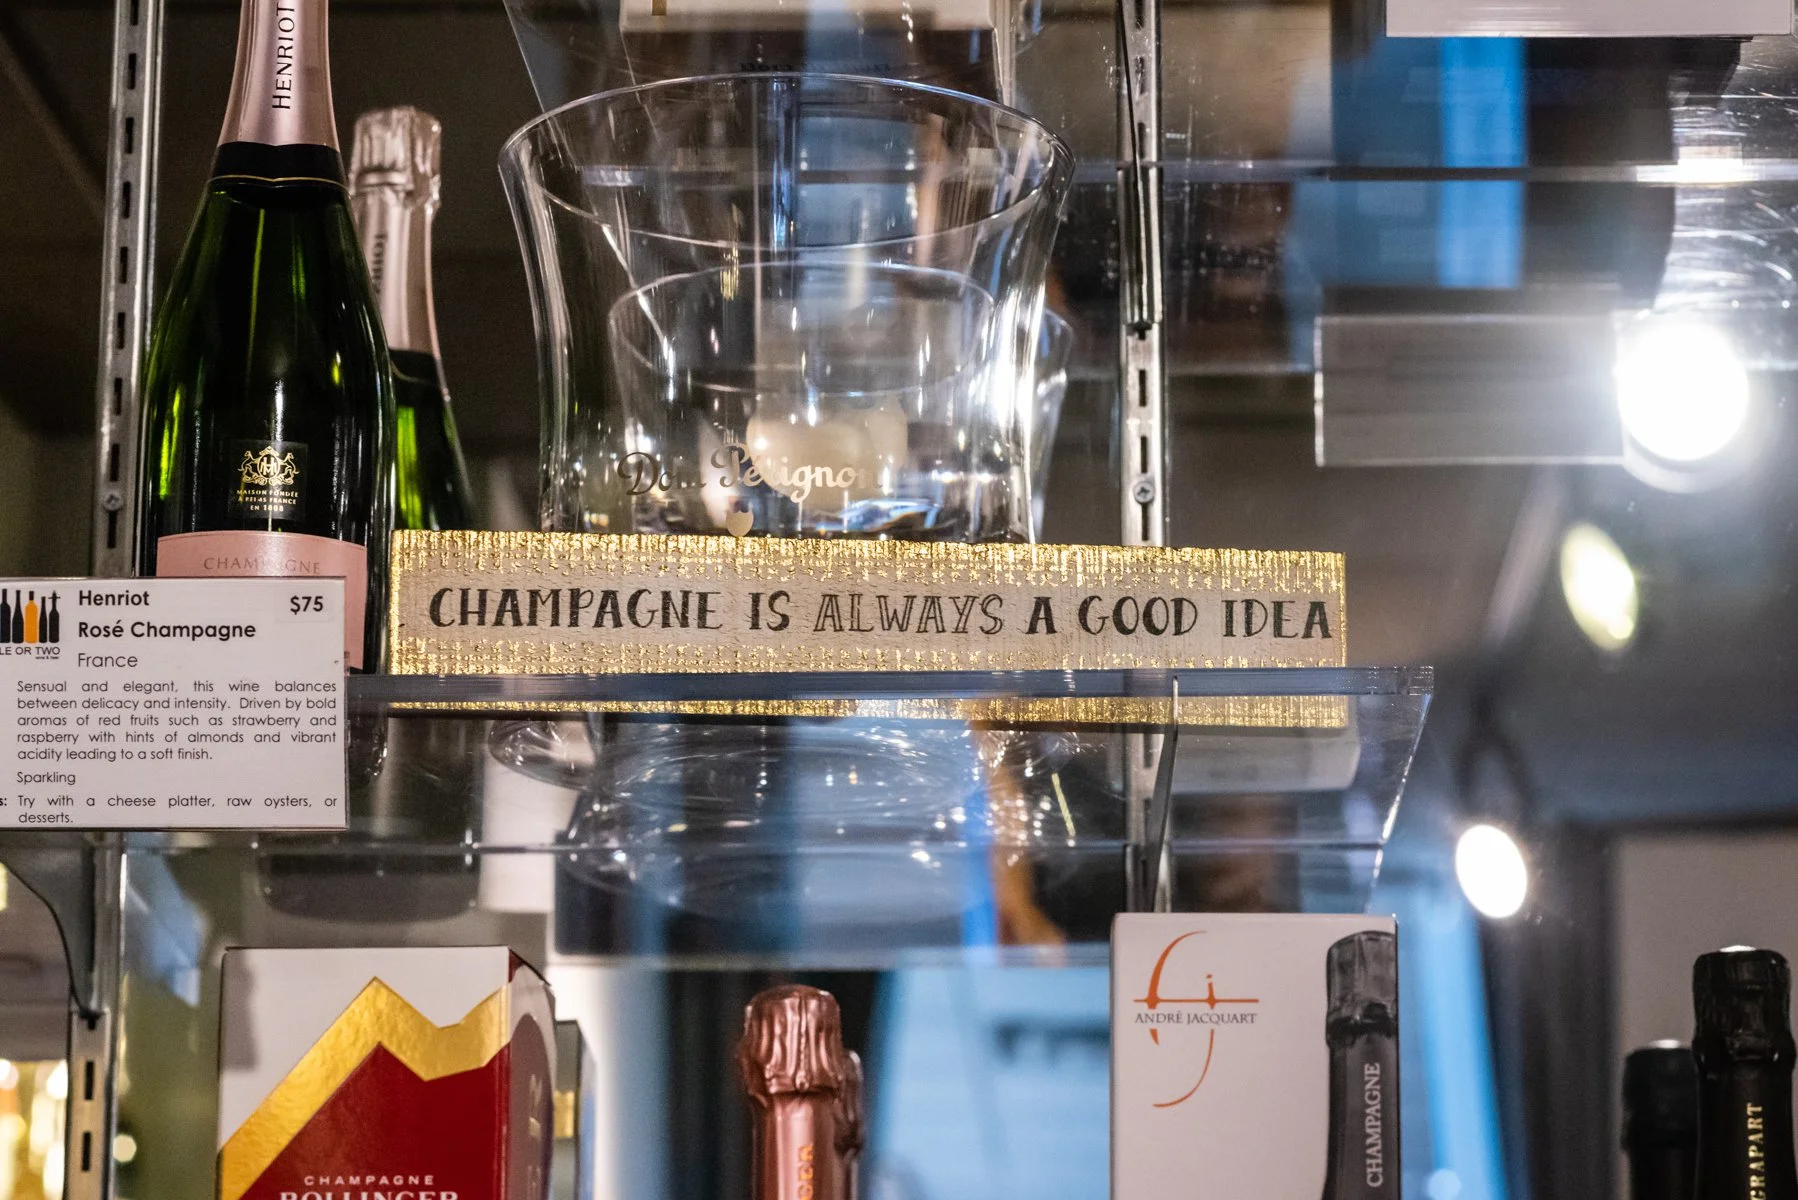 HENRIOT
MAISON FONDÉE
À REIMS FRANCE
EN 1808
CHAMPAGNE
Dom Pérignon
CHAMPAGNE IS ALWAYS A GOOD IDEA
LE OR TWO
Henriot
$75
Rosé Champagne
France
Sensual and elegant, this wine balances
between delicacy and intensity. Driven by bold
aromas of red fruits such as strawberry and
raspberry with hints of almonds and vibrant
acidity leading to a soft finish.
Sparkling
s: Try with a cheese platter, raw oysters, or
desserts.
CHAMPAGNE
BOLLINGER
ANDRÉ JACQUART
CHAMPAGNE
GRAPART